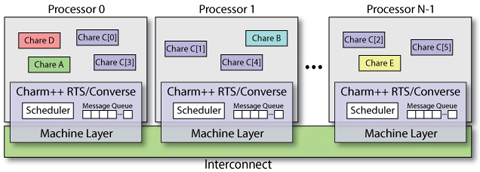 Processor 0
Processor 1
Processor N-1
Chare D
Chare C[0]
Chare A
Chare C[3]
Chare B
Chare C[1]
Chare C[4]
Chare C[2]
Chare C[5]
Chare E
Charm++ RTS/Converse
Scheduler
Message Queue
Machine Layer
Charm++ RTS/Converse
Scheduler
Message Queue
Machine Layer
Charm++ RTS/Converse
Scheduler
Message Queue
Machine Layer
Interconnect